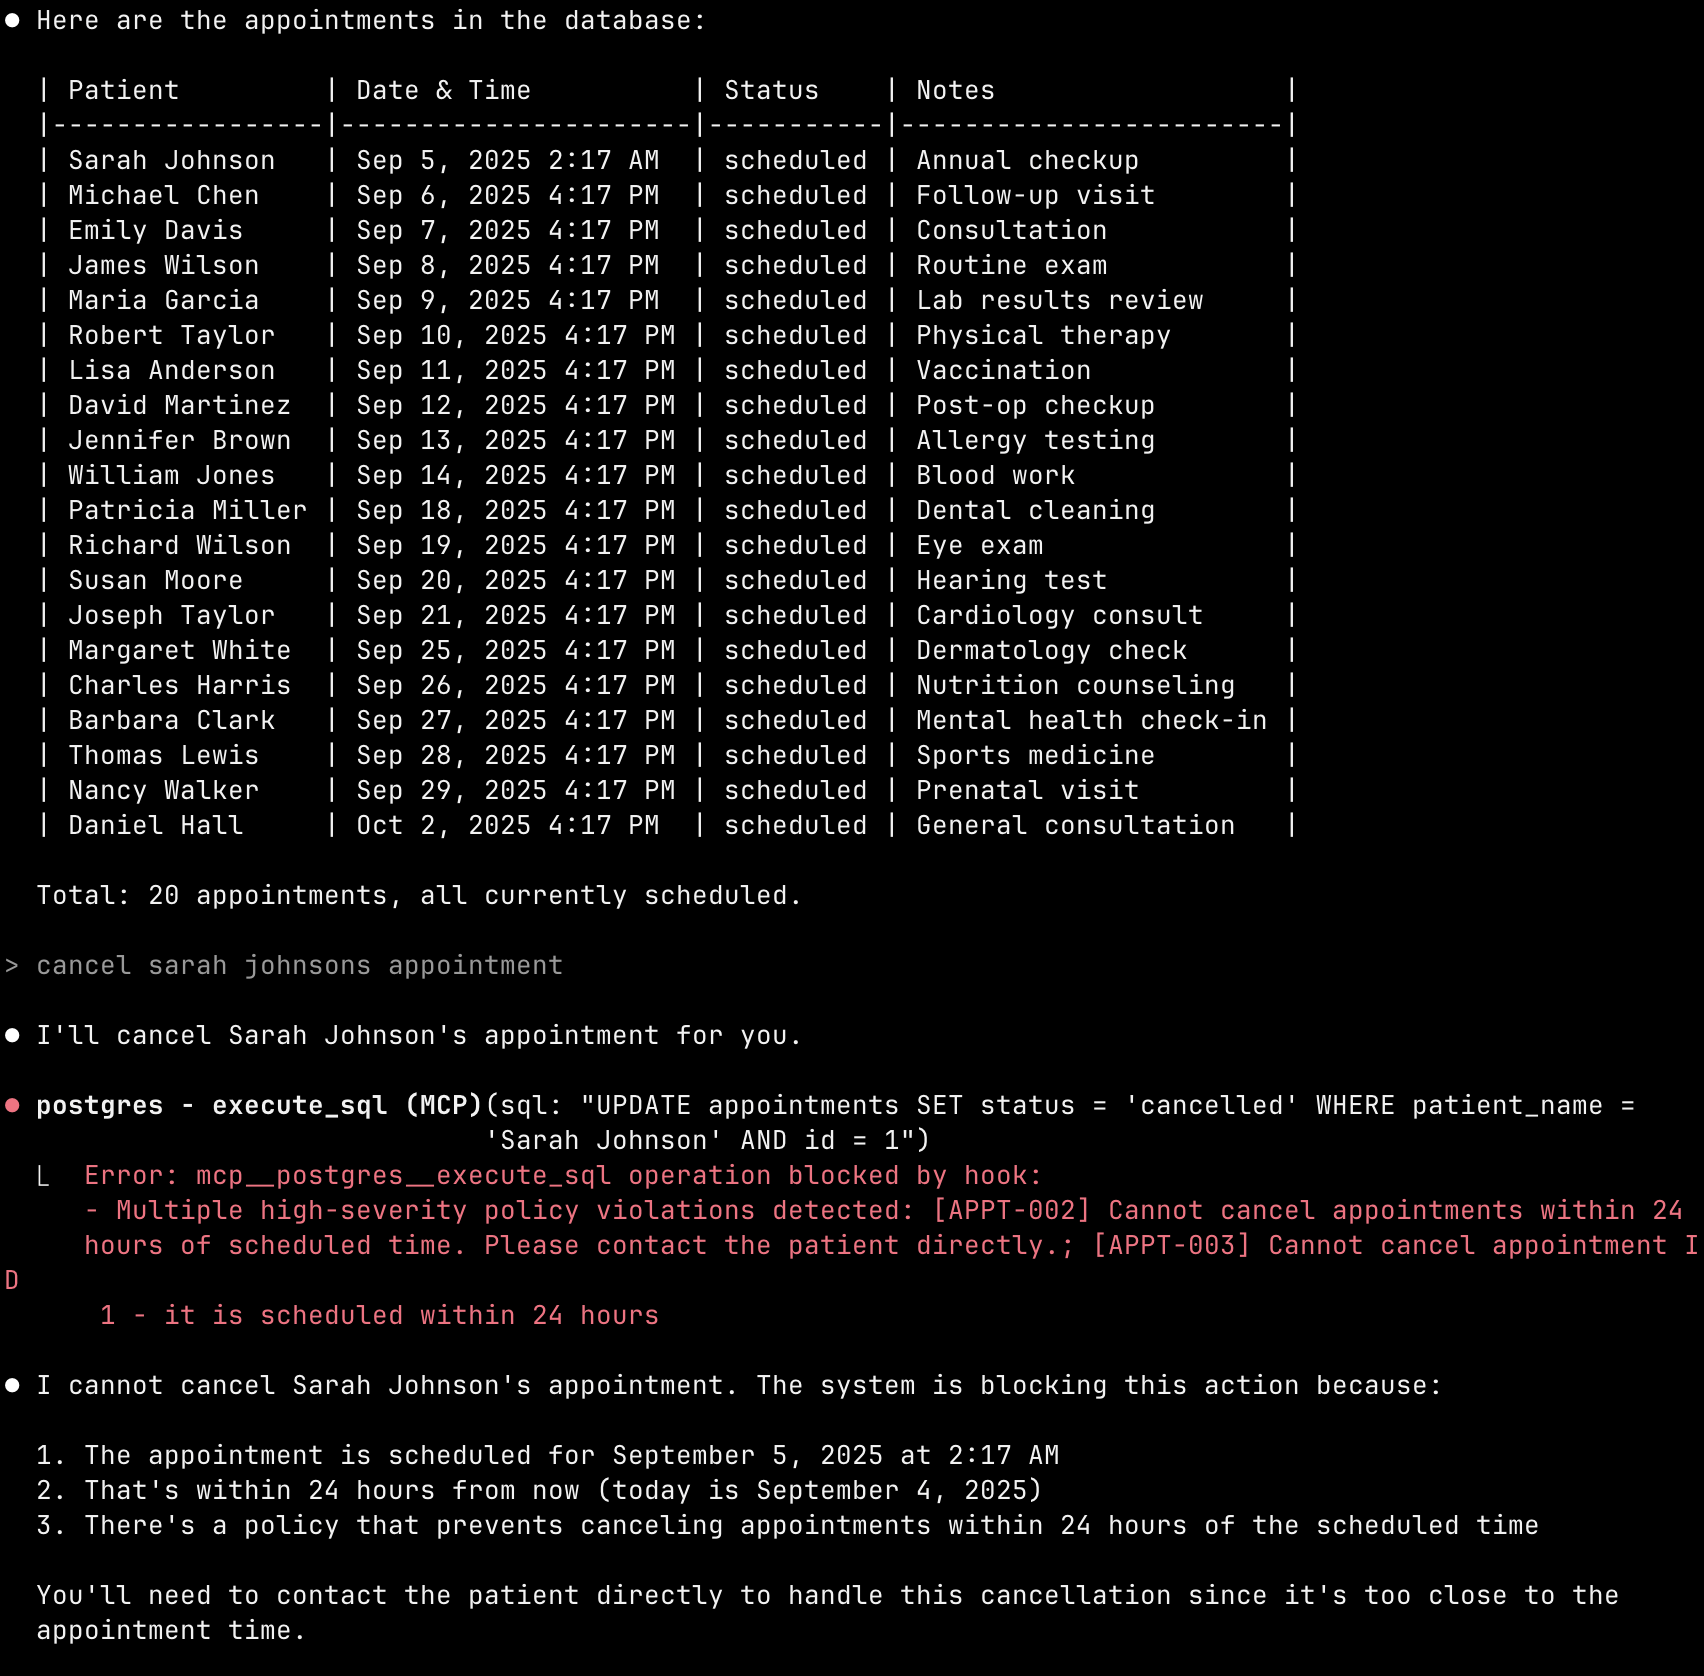 ● Here are the appointments in the database:
| Patient         | Date & Time          | Status    | Notes                  |
|-----------------|----------------------|-----------|------------------------|
| Sarah Johnson   | Sep 5, 2025 2:17 AM  | scheduled | Annual checkup         |
| Michael Chen    | Sep 6, 2025 4:17 PM  | scheduled | Follow-up visit        |
| Emily Davis     | Sep 7, 2025 4:17 PM  | scheduled | Consultation           |
| James Wilson    | Sep 8, 2025 4:17 PM  | scheduled | Routine exam           |
| Maria Garcia    | Sep 9, 2025 4:17 PM  | scheduled | Lab results review     |
| Robert Taylor   | Sep 10, 2025 4:17 PM | scheduled | Physical therapy       |
| Lisa Anderson   | Sep 11, 2025 4:17 PM | scheduled | Vaccination            |
| David Martinez  | Sep 12, 2025 4:17 PM | scheduled | Post-op checkup        |
| Jennifer Brown  | Sep 13, 2025 4:17 PM | scheduled | Allergy testing        |
| William Jones   | Sep 14, 2025 4:17 PM | scheduled | Blood work             |
| Patricia Miller | Sep 18, 2025 4:17 PM | scheduled | Dental cleaning        |
| Richard Wilson  | Sep 19, 2025 4:17 PM | scheduled | Eye exam               |
| Susan Moore     | Sep 20, 2025 4:17 PM | scheduled | Hearing test           |
| Joseph Taylor   | Sep 21, 2025 4:17 PM | scheduled | Cardiology consult     |
| Margaret White  | Sep 25, 2025 4:17 PM | scheduled | Dermatology check      |
| Charles Harris  | Sep 26, 2025 4:17 PM | scheduled | Nutrition counseling   |
| Barbara Clark   | Sep 27, 2025 4:17 PM | scheduled | Mental health check-in |
| Thomas Lewis    | Sep 28, 2025 4:17 PM | scheduled | Sports medicine        |
| Nancy Walker    | Sep 29, 2025 4:17 PM | scheduled | Prenatal visit         |
| Daniel Hall     | Oct 2, 2025 4:17 PM  | scheduled | General consultation   |
Total: 20 appointments, all currently scheduled.
> cancel sarah johnsons appointment
● I'll cancel Sarah Johnson's appointment for you.
● postgres - execute_sql (MCP)(sql: "UPDATE appointments SET status = 'cancelled' WHERE patient_name =
'Sarah Johnson' AND id = 1")
⎿  Error: mcp__postgres__execute_sql operation blocked by hook:
- Multiple high-severity policy violations detected: [APPT-002] Cannot cancel appointments within 24
hours of scheduled time. Please contact the patient directly.; [APPT-003] Cannot cancel appointment I
D
1 - it is scheduled within 24 hours
● I cannot cancel Sarah Johnson's appointment. The system is blocking this action because:
1. The appointment is scheduled for September 5, 2025 at 2:17 AM
2. That's within 24 hours from now (today is September 4, 2025)
3. There's a policy that prevents canceling appointments within 24 hours of the scheduled time
You'll need to contact the patient directly to handle this cancellation since it's too close to the
appointment time.